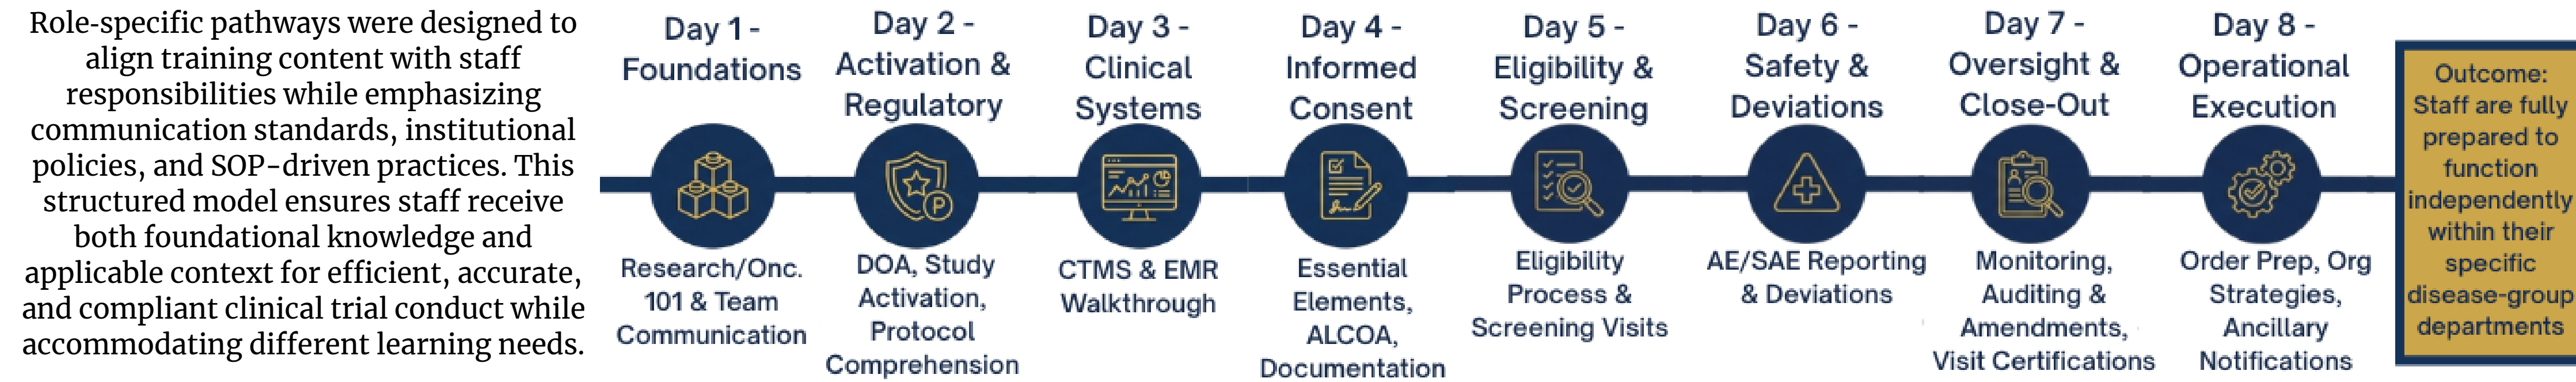 Role-specific pathways were designed to
align training content with staff
responsibilities while emphasizing
communication standards, institutional
policies, and SOP-driven practices. This
structured model ensures staff receive
both foundational knowledge and
applicable context for efficient, accurate,
and compliant clinical trial conduct while
accommodating different learning needs.
Day 1 -
Foundations
Research/Onc.
101 & Team
Communication
Day 2 -
Activation &
Regulatory
P
DOA, Study
Activation,
Protocol
Comprehension
Day 3 -
Clinical
Systems
CTMS & EMR
Walkthrough
Day 4 -
Informed
Consent
Essential
Elements,
ALCOA,
Documentation
Day 5 -
Eligibility &
Screening
Eligibility
Process &
Screening Visits
Day 6 -
Safety &
Deviations
AE/SAE Reporting
& Deviations
Day 7 -
Oversight &
Close-Out
Monitoring,
Auditing &
Amendments,
Visit Certifications
Day 8 -
Operational
Execution
Order Prep, Org
Strategies,
Ancillary
Notifications
Outcome:
Staff are fully
prepared to
function
independently
within their
specific
disease-group
departments